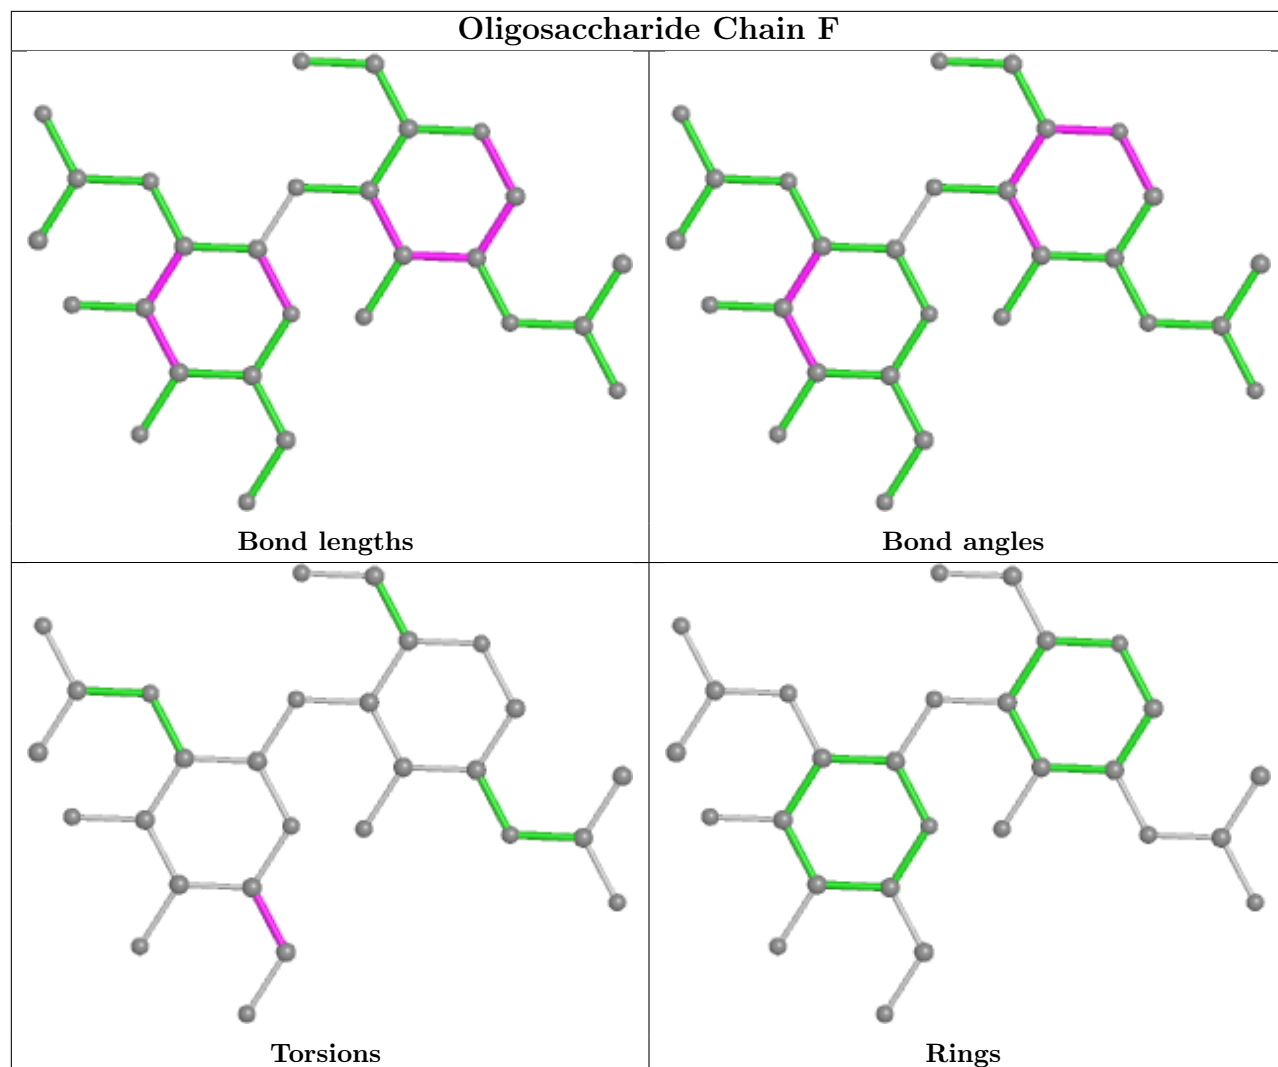 Oligosaccharide Chain F
Bond lengths
Bond angles
Torsions
Rings